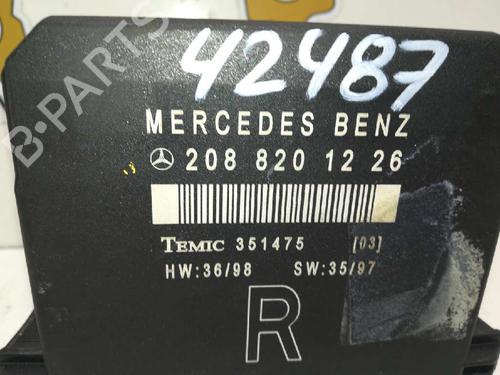 42487
MERCEDES BENZ
208 820 12 26
TEMIC 351475 [03]
HW:36/98 SW:35/97
R
B-PARTS